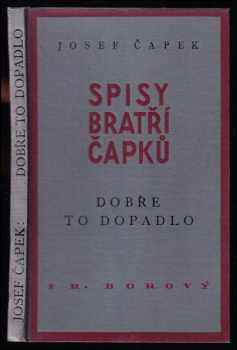 JOSEF ČAPEK: DOBŘE TO DOPADLO
JOSEF ČAPEK
SPISY
BRATŘÍ
ČAPKŮ
DOBŘE
TO DOPADLO
FR. BOROVÝ